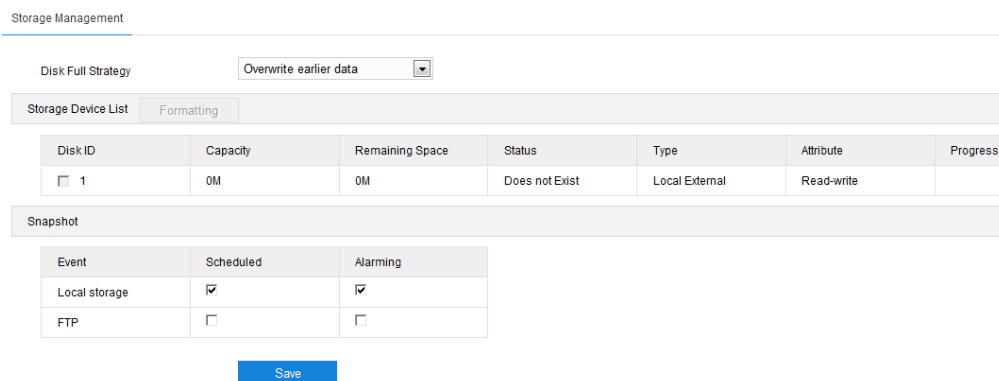 Storage Management
Disk Full Strategy Overwrite earlier data
Storage Device List Formatting
Disk ID Capacity Remaining Space Status Type Attribute Progress
1 0M 0M Does not Exist Local External Read-write
Snapshot
Event Scheduled Alarming
Local storage
FTP
Save